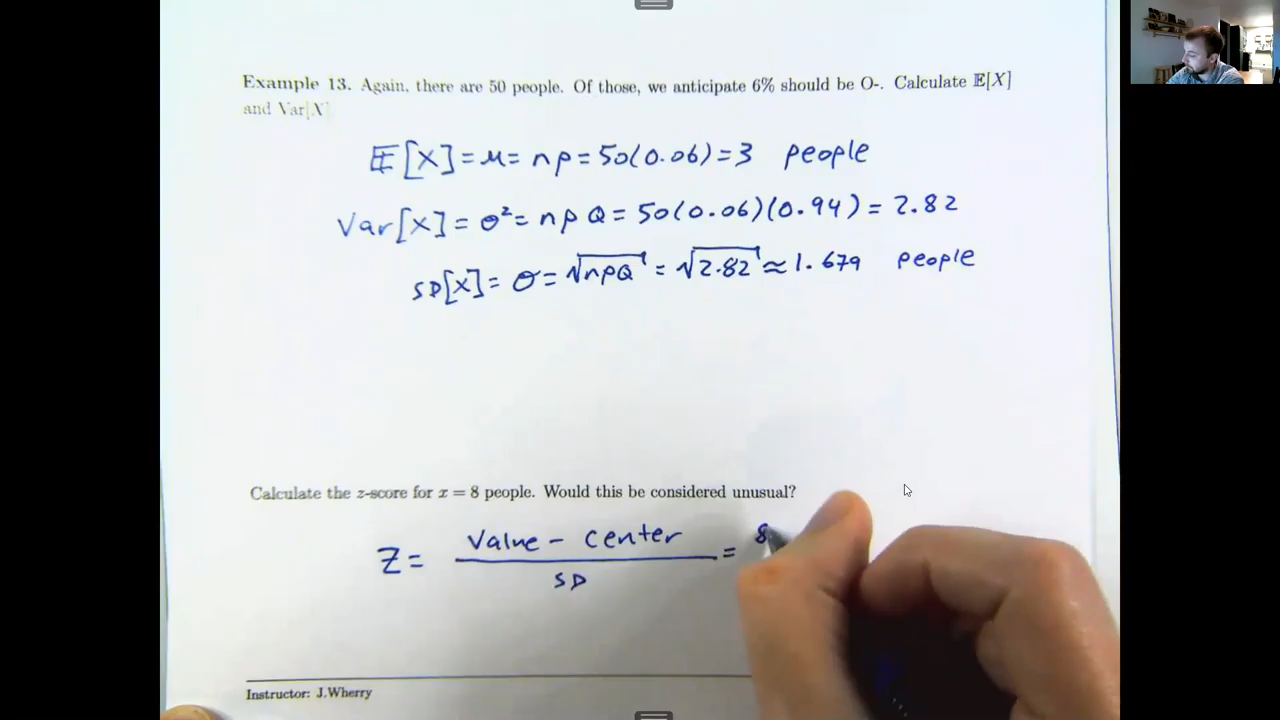 Example 13. Again, there are 50 people. Of those, we anticipate 6% should be O-. Calculate 𝔼[X]
and Var[X]
𝔼[X] = μ = np = 50(0.06) = 3 people
Var[X] = σ² = npQ = 50(0.06)(0.94) = 2.82
SD[X] = σ = √npQ = √2.82 ≈ 1.679 people
Calculate the z-score for x = 8 people. Would this be considered unusual?
Z = Value - center / SD = 8
Instructor: J.Wherry